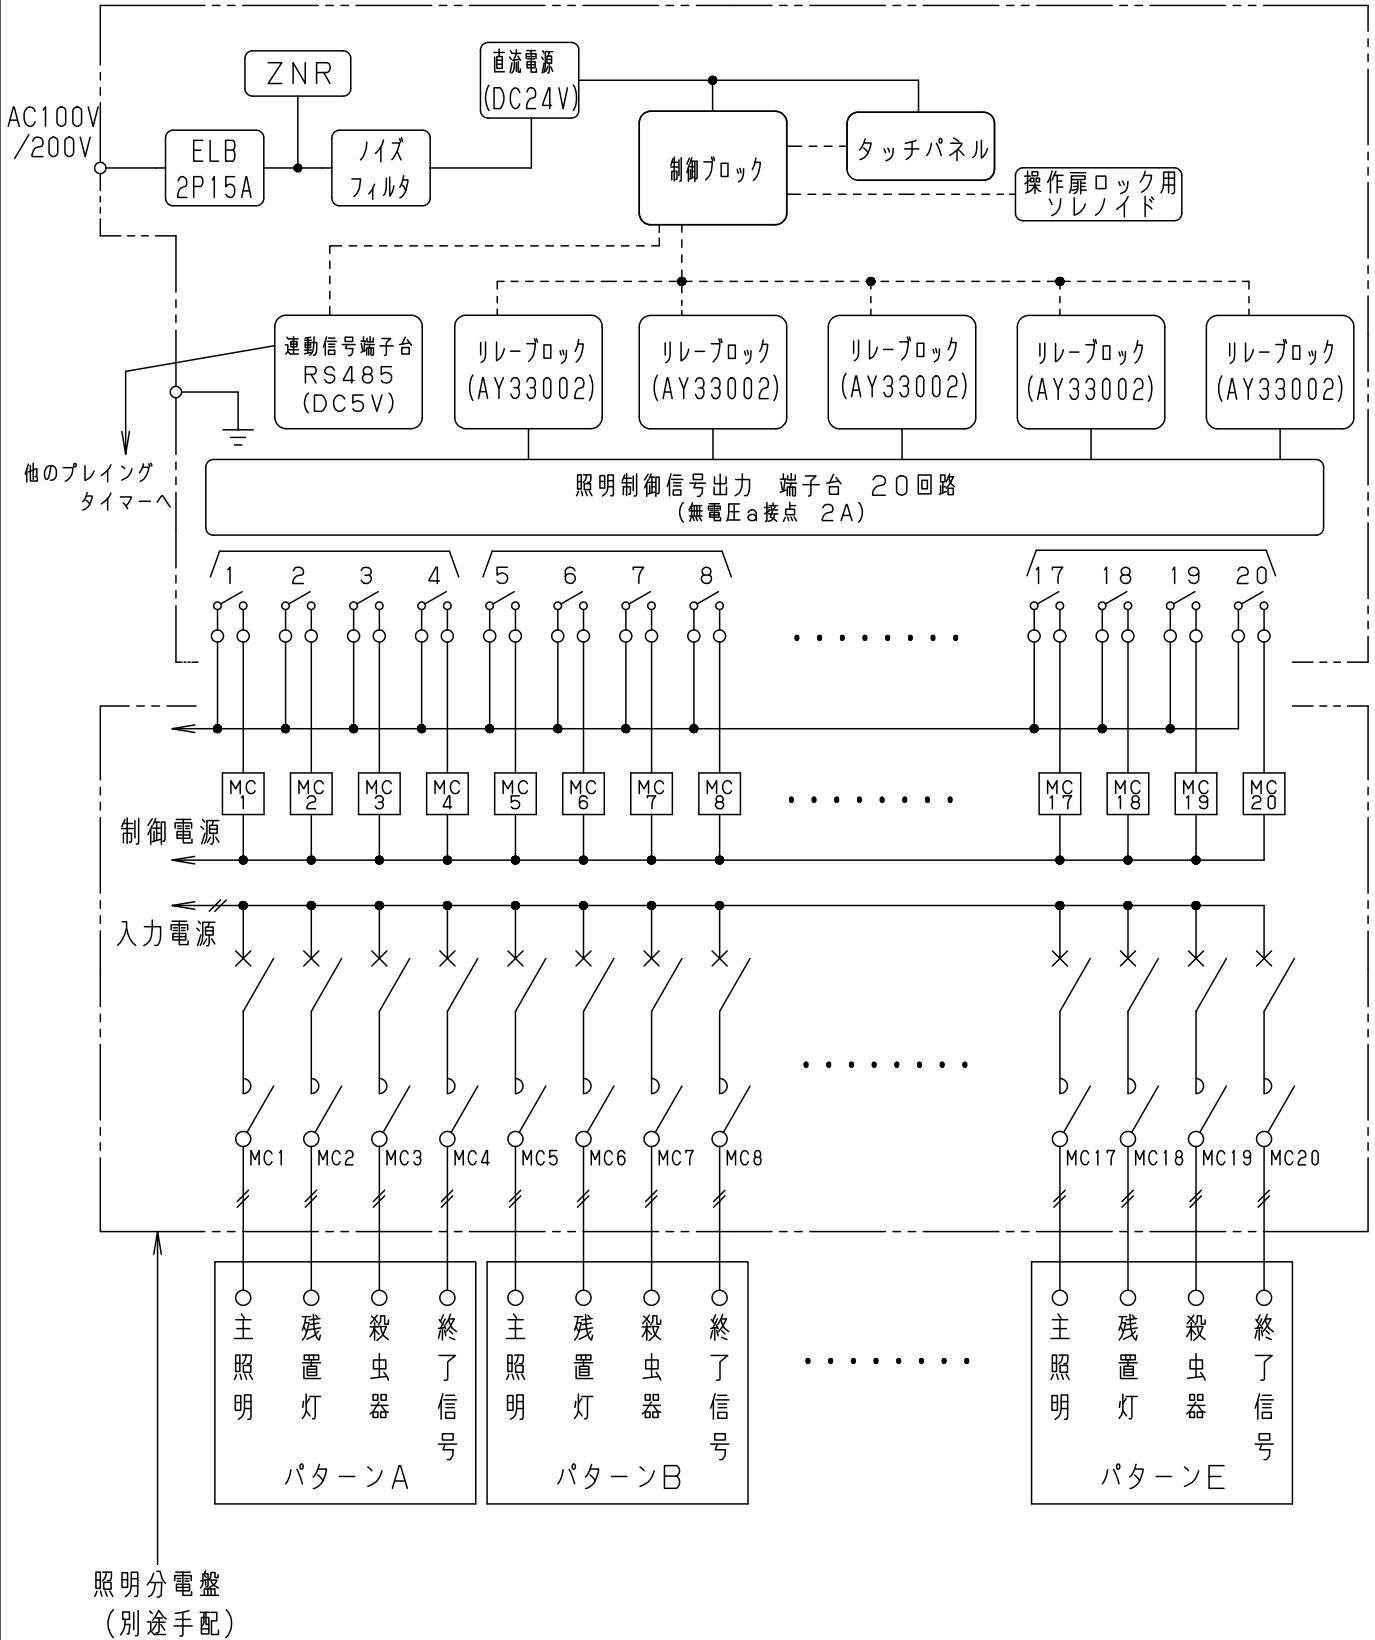 AC100V
/200V
ZNR
ELB
2P15A
ノイズ
フィルタ
直流電源
(DC24V)
制御ブロック
タッチパネル
操作扉ロック用
ソレノイド
連動信号端子台
RS485
(DC5V)
リレーブロック
(AY33002)
リレーブロック
(AY33002)
リレーブロック
(AY33002)
リレーブロック
(AY33002)
リレーブロック
(AY33002)
他のプレイング
タイマーへ
照明制御信号出力 端子台 20回路
(無電圧a接点 2A)
1 2 3 4 5 6 7 8 17 18 19 20
MC
1
MC
2
MC
3
MC
4
MC
5
MC
6
MC
7
MC
8
MC
17
MC
18
MC
19
MC
20
制御電源
入力電源
MC1 MC2 MC3 MC4 MC5 MC6 MC7 MC8 MC17 MC18 MC19 MC20
主照明
残置灯
殺虫器
終了信号
パターンA
主照明
残置灯
殺虫器
終了信号
パターンB
主照明
残置灯
殺虫器
終了信号
パターンE
照明分電盤
(別途手配)